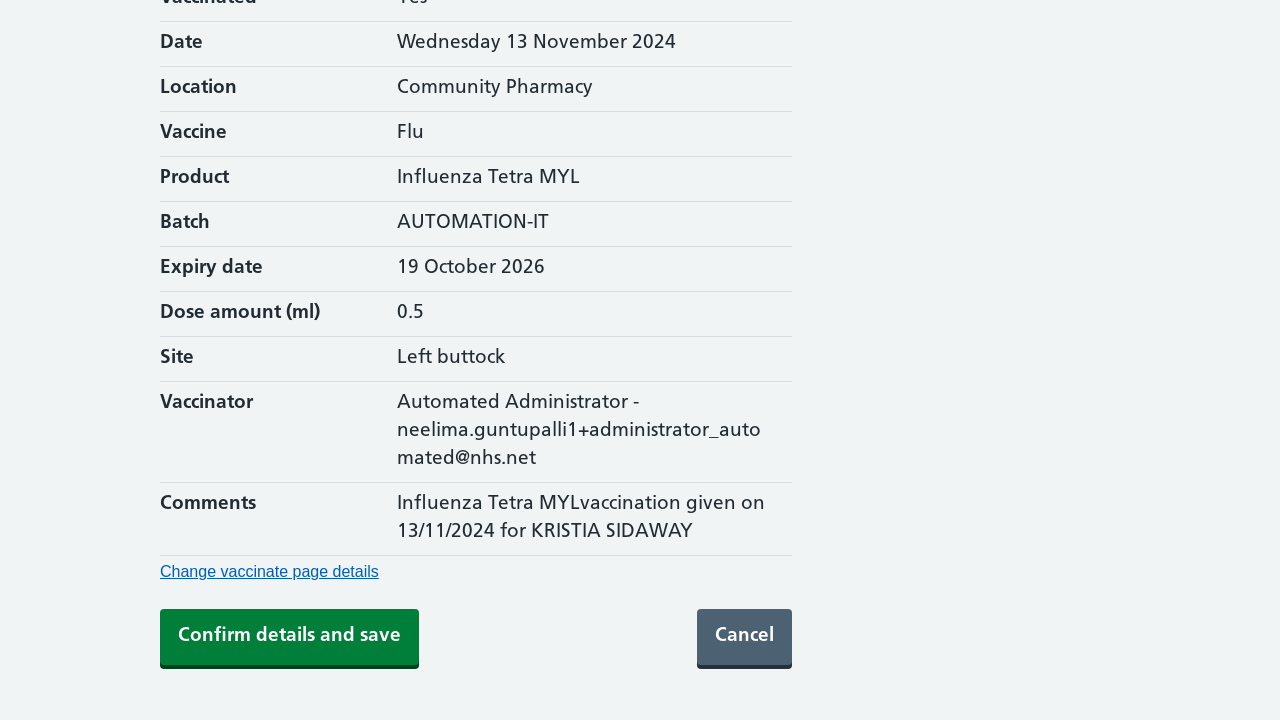 Vaccinated Yes
Date Wednesday 13 November 2024
Location Community Pharmacy
Vaccine Flu
Product Influenza Tetra MYL
Batch AUTOMATION-IT
Expiry date 19 October 2026
Dose amount (ml) 0.5
Site Left buttock
Vaccinator Automated Administrator -
neelima.guntupalli1+administrator_auto
mated@nhs.net
Comments Influenza Tetra MYLvaccination given on
13/11/2024 for KRISTIA SIDAWAY
Change vaccinate page details
Confirm details and save Cancel